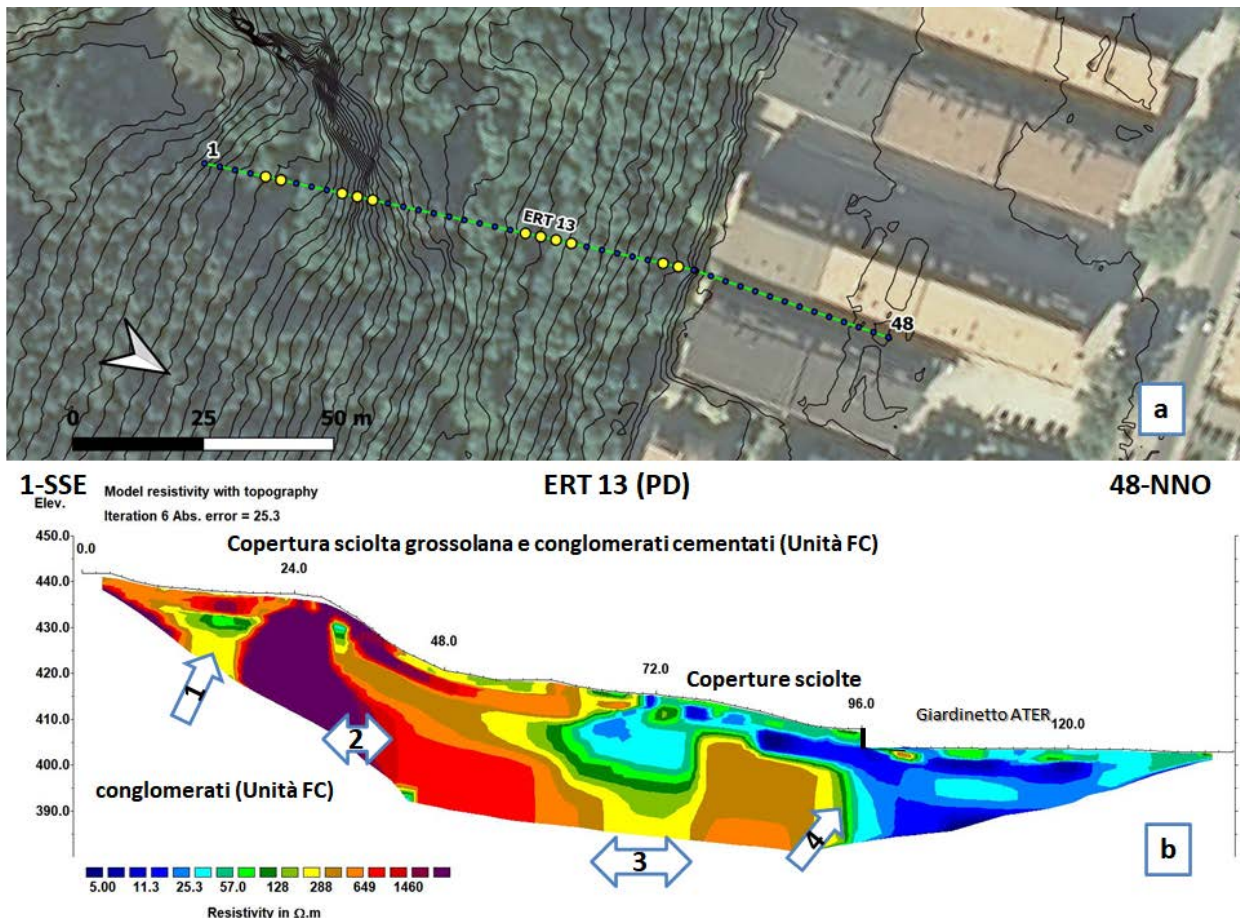 1
ERT 13
48
0 25 50 m
a
1-SSE ERT 13 (PD) 48-NNO
Elev.
Model resistivity with topography
Iteration 6 Abs. error = 25.3
Copertura sciolta grossolana e conglomerati cementati (Unità FC)
450.0
440.0
430.0
420.0
410.0
400.0
390.0
0.0
24.0
48.0
72.0
96.0
120.0
Coperture sciolte
Giardinetto ATER
1
2
3
4
conglomerati (Unità FC)
b
5.00 11.3 25.3 57.0 128 288 649 1460
Resistivity in Ω.m